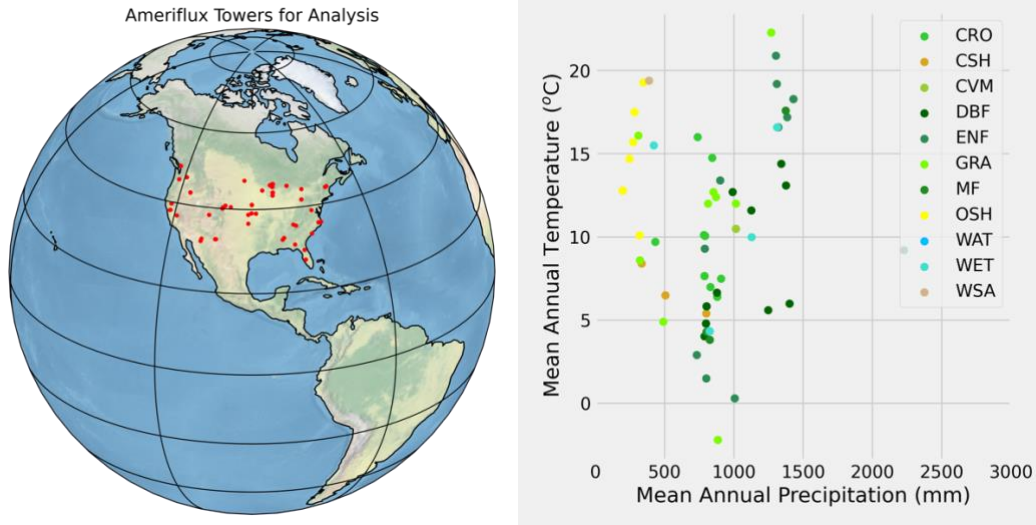 Ameriflux Towers for Analysis
Mean Annual Temperature (°C)
20
15
10
5
0
0 500 1000 1500 2000 2500 3000
Mean Annual Precipitation (mm)
CRO
CSH
CVM
DBF
ENF
GRA
MF
OSH
WAT
WET
WSA